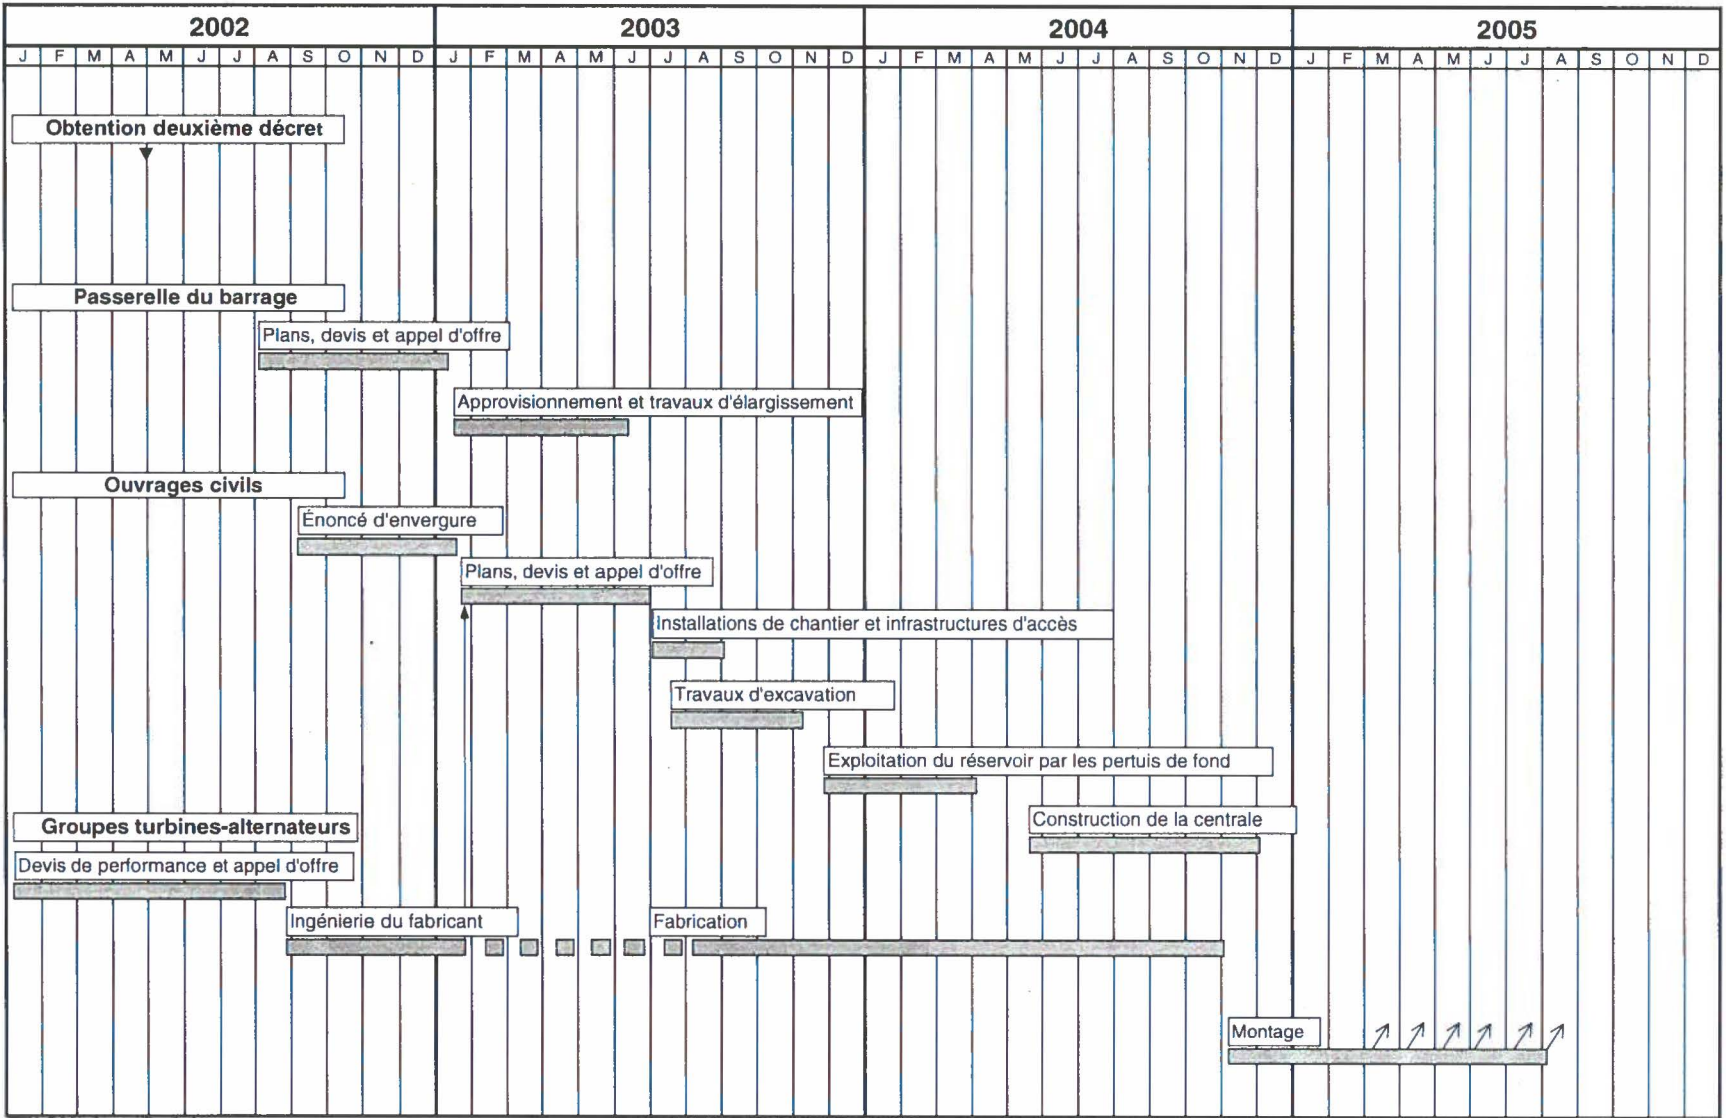 2002 2003 2004 2005
J F M A M J J A S O N D J F M A M J J A S O N D J F M A M J J A S O N D J F M A M J J A S O N D
Obtention deuxième décret
Passerelle du barrage
Plans, devis et appel d'offre
Approvisionnement et travaux d'élargissement
Ouvrages civils
Énoncé d'envergure
Plans, devis et appel d'offre
Installations de chantier et infrastructures d'accès
Travaux d'excavation
Exploitation du réservoir par les pertuis de fond
Construction de la centrale
Groupes turbines-alternateurs
Devis de performance et appel d'offre
Ingénierie du fabricant
Fabrication
Montage